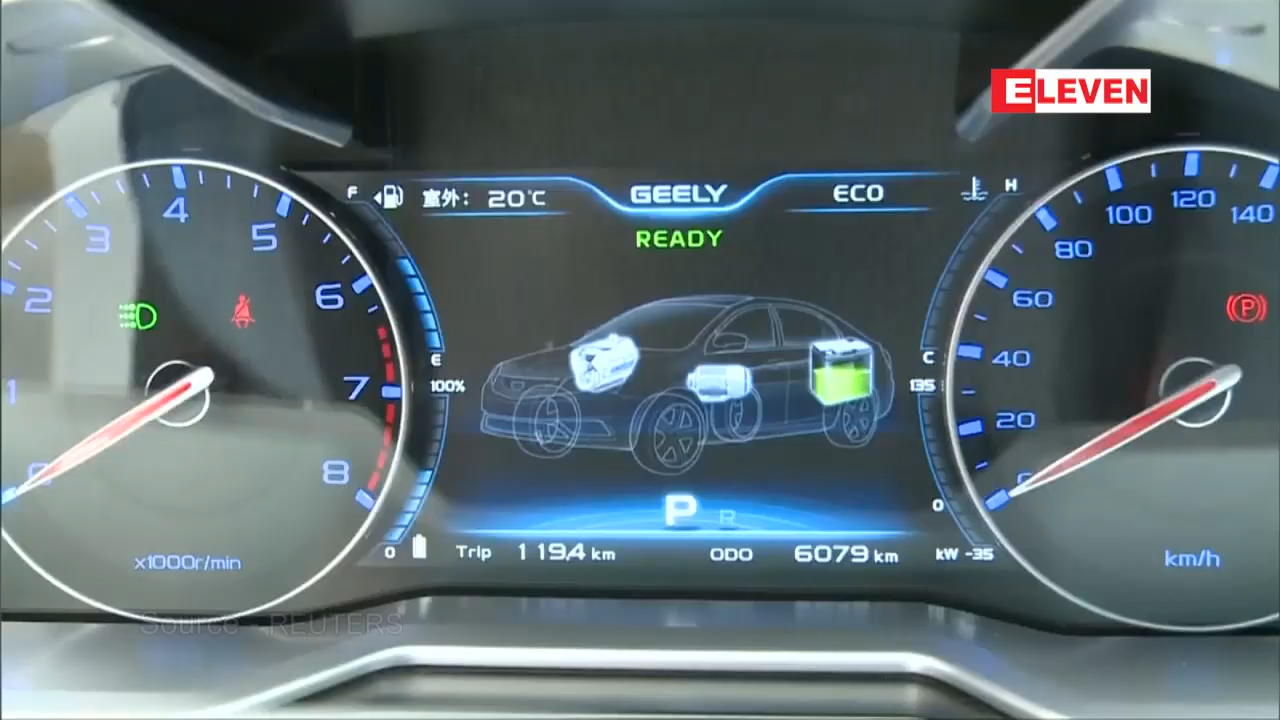 ELEVEN
F
室外: 20℃
GEELY
ECO
H
READY
1
2
3
4
5
6
7
8
x1000r/min
E
100%
0
C
135
0
kW -35
P R
Trip 119.4 km
ODO 6079 km
20
40
60
80
100
120
140
P
km/h
Source - REUTERS